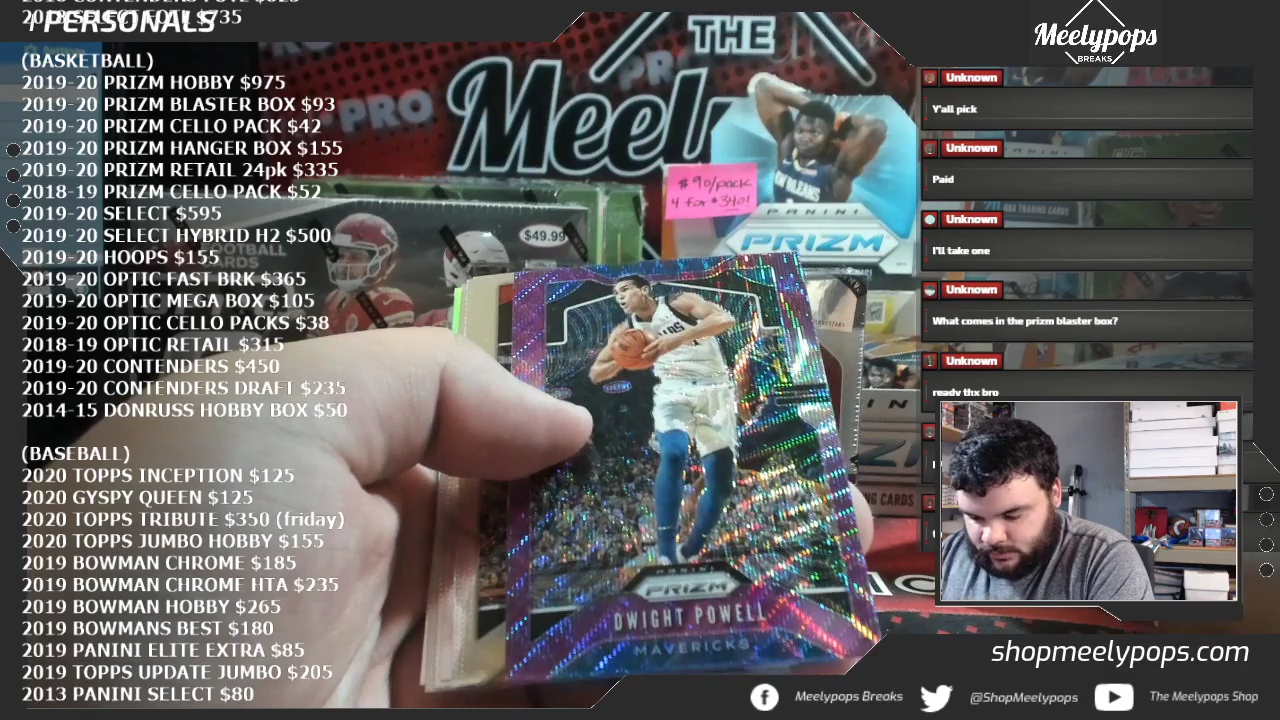 PERSONALS
(BASKETBALL)
2019-20 PRIZM HOBBY $975
2019-20 PRIZM BLASTER BOX $93
2019-20 PRIZM CELLO PACK $42
2019-20 PRIZM HANGER BOX $155
2019-20 PRIZM RETAIL 24pk $335
2018-19 PRIZM CELLO PACK $52
2019-20 SELECT $595
2019-20 SELECT HYBRID H2 $500
2019-20 HOOPS $155
2019-20 OPTIC FAST BRK $365
2019-20 OPTIC MEGA BOX $105
2019-20 OPTIC CELLO PACKS $38
2018-19 OPTIC RETAIL $315
2019-20 CONTENDERS $450
2019-20 CONTENDERS DRAFT $235
2014-15 DONRUSS HOBBY BOX $50
(BASEBALL)
2020 TOPPS INCEPTION $125
2020 GYSPY QUEEN $125
2020 TOPPS TRIBUTE $350 (friday)
2020 TOPPS JUMBO HOBBY $155
2019 BOWMAN CHROME $185
2019 BOWMAN CHROME HTA $235
2019 BOWMAN HOBBY $265
2019 BOWMANS BEST $180
2019 PANINI ELITE EXTRA $85
2019 TOPPS UPDATE JUMBO $205
2013 PANINI SELECT $80
THE
Meely
PRO
$90/pack
4 for $340!
PANINI
PRIZM
FOOTBALL
CARDS
$49.99
PANINI
PRIZM
DWIGHT POWELL
MAVERICKS
Meelypops
BREAKS
Unknown
Y'all pick
Unknown
Paid
Unknown
I'll take one
Unknown
What comes in the prizm blaster box?
Unknown
ready thx bro
shopmeelypops.com
Meelypops Breaks
@ShopMeelypops
The Meelypops Shop